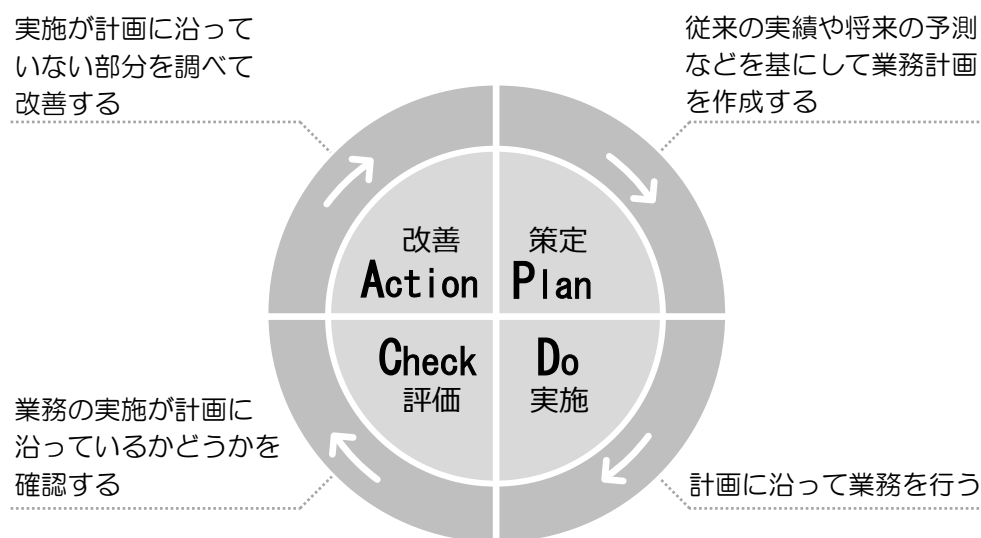 実施が計画に沿って
いない部分を調べて
改善する
従来の実績や将来の予測
などを基にして業務計画
を作成する
改善
Action
策定
Plan
Check
評価
Do
実施
業務の実施が計画に
沿っているかどうかを
確認する
計画に沿って業務を行う